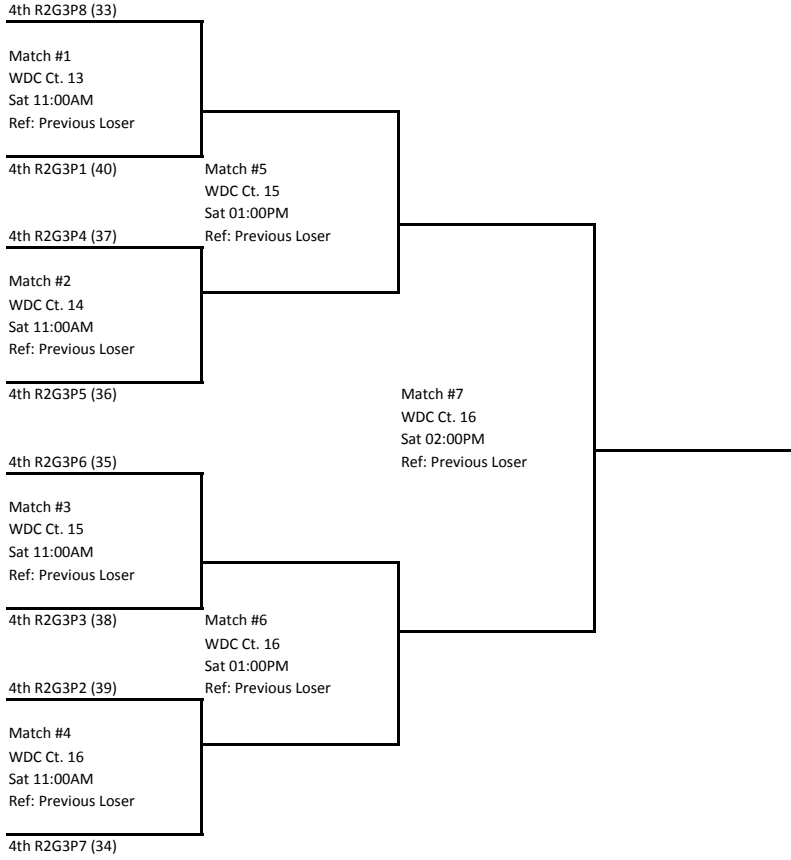 4th R2G3P8 (33)
Match #1
WDC Ct. 13
Sat 11:00AM
Ref: Previous Loser
4th R2G3P1 (40)
Match #5
WDC Ct. 15
Sat 01:00PM
Ref: Previous Loser
4th R2G3P4 (37)
Match #2
WDC Ct. 14
Sat 11:00AM
Ref: Previous Loser
4th R2G3P5 (36)
Match #7
WDC Ct. 16
Sat 02:00PM
Ref: Previous Loser
4th R2G3P6 (35)
Match #3
WDC Ct. 15
Sat 11:00AM
Ref: Previous Loser
4th R2G3P3 (38)
Match #6
WDC Ct. 16
Sat 01:00PM
Ref: Previous Loser
4th R2G3P2 (39)
Match #4
WDC Ct. 16
Sat 11:00AM
Ref: Previous Loser
4th R2G3P7 (34)